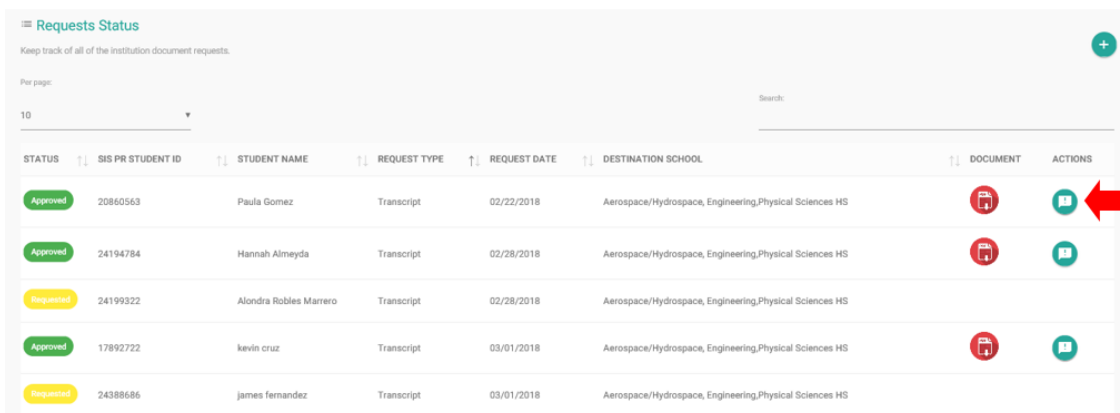 Requests Status
Keep track of all of the institution document requests.
Per page:
Search:
10
STATUS SIS PR STUDENT ID STUDENT NAME REQUEST TYPE REQUEST DATE DESTINATION SCHOOL DOCUMENT ACTIONS
Approved 20860563 Paula Gomez Transcript 02/22/2018 Aerospace/Hydrospace, Engineering,Physical Sciences HS
Approved 24194784 Hannah Almeyda Transcript 02/28/2018 Aerospace/Hydrospace, Engineering,Physical Sciences HS
Requested 24199322 Alondra Robles Marrero Transcript 02/28/2018 Aerospace/Hydrospace, Engineering,Physical Sciences HS
Approved 17892722 kevin cruz Transcript 03/01/2018 Aerospace/Hydrospace, Engineering,Physical Sciences HS
Requested 24388686 james fernandez Transcript 03/01/2018 Aerospace/Hydrospace, Engineering,Physical Sciences HS